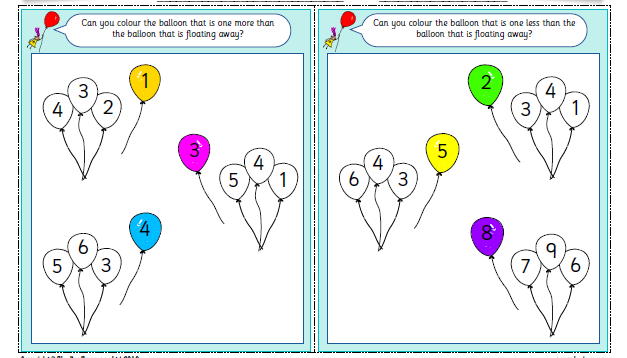 Can you colour the balloon that is one more than
the balloon that is floating away?
1
4 3 2
3
5 4 1
4
5 6 3
Can you colour the balloon that is one less than the
balloon that is floating away?
2
3 4 1
5
6 4 3
8
7 9 6